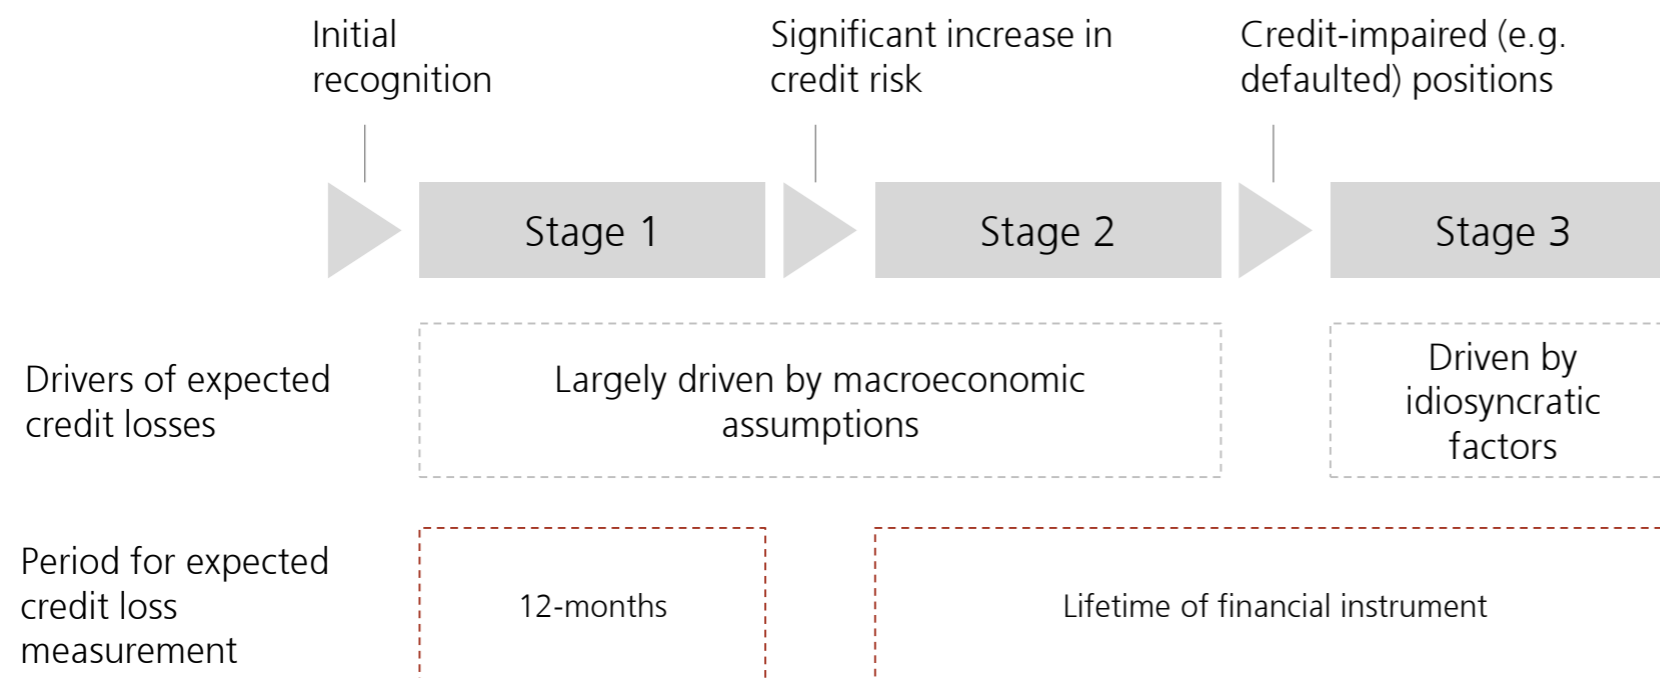 Initial
recognition
Significant increase in
credit risk
Credit-impaired (e.g.
defaulted) positions
Stage 1
Stage 2
Stage 3
Drivers of expected
credit losses
Largely driven by macroeconomic
assumptions
Driven by
idiosyncratic
factors
Period for expected
credit loss
measurement
12-months
Lifetime of financial instrument